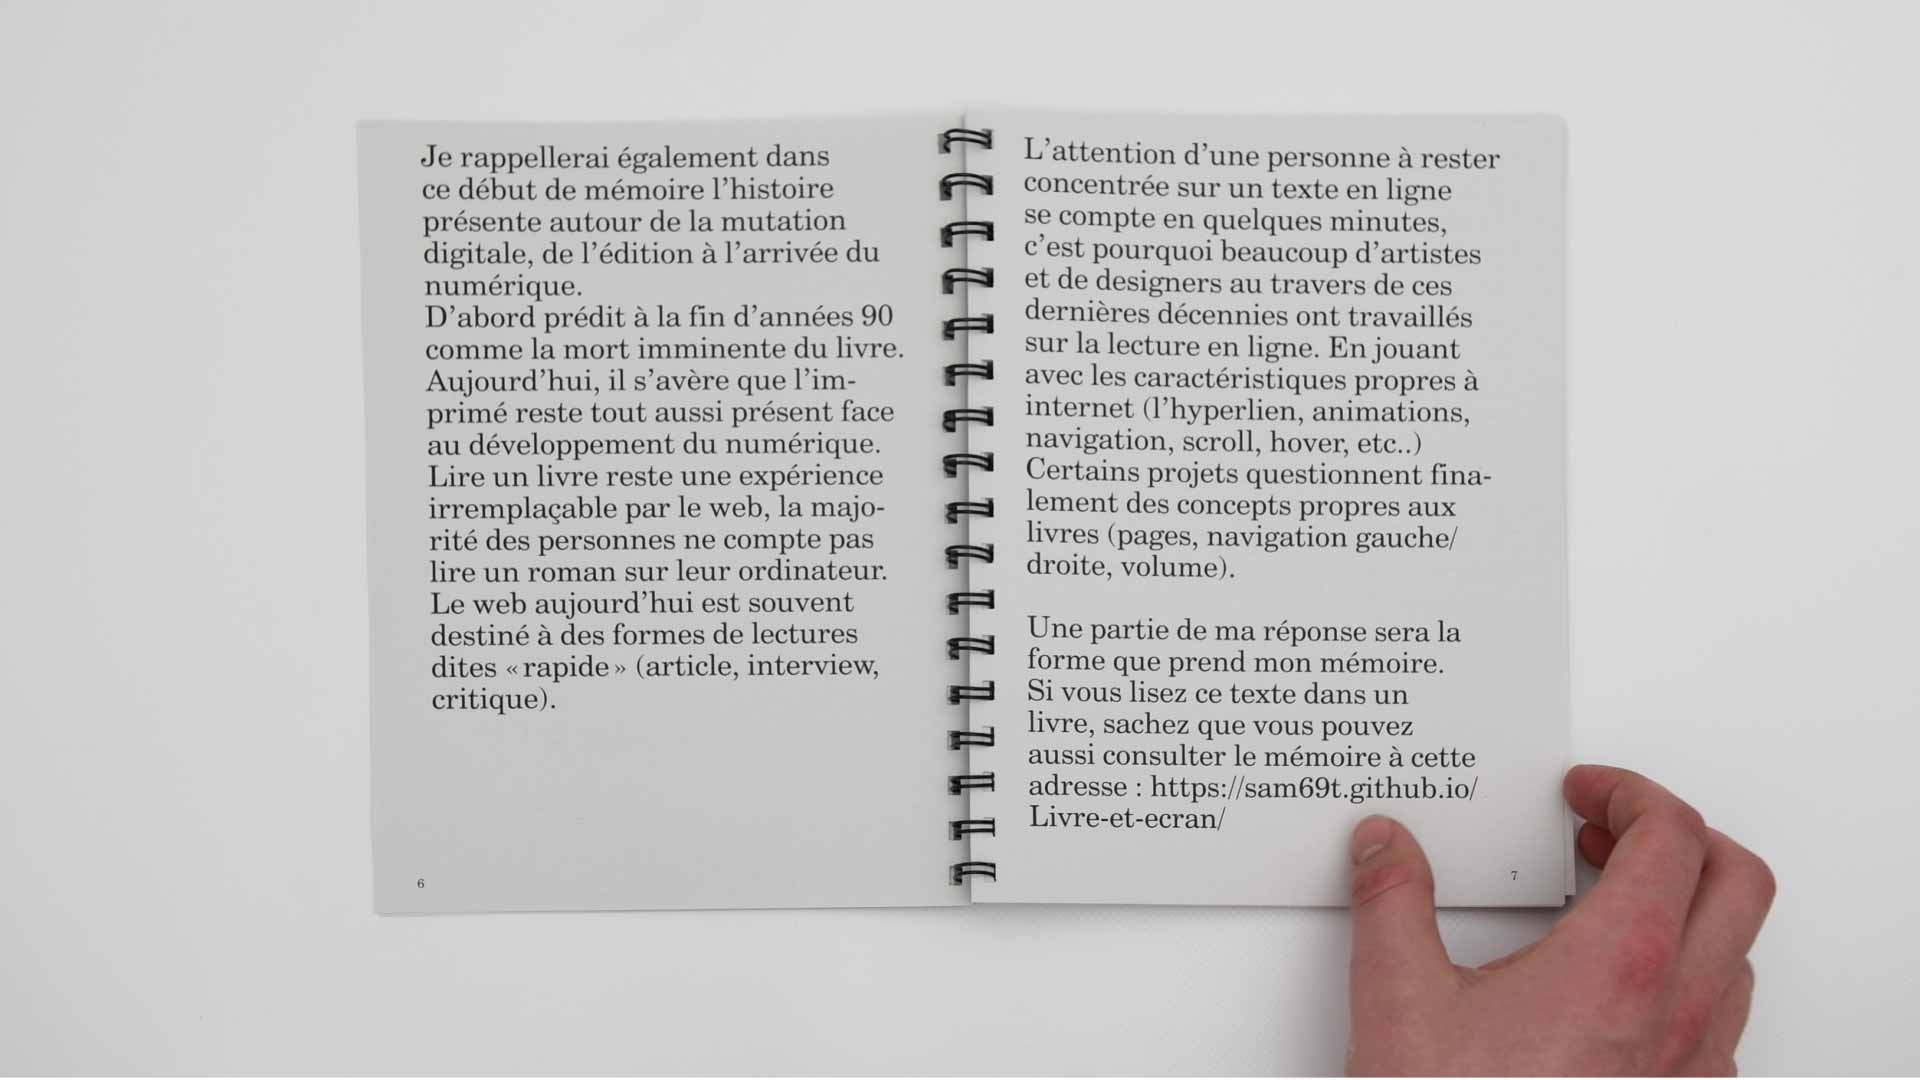 Je rappellerai également dans
ce début de mémoire l’histoire
présente autour de la mutation
digitale, de l’édition à l’arrivée du
numérique.
D’abord prédit à la fin d’années 90
comme la mort imminente du livre.
Aujourd’hui, il s’avère que l’im-
primé reste tout aussi présent face
au développement du numérique.
Lire un livre reste une expérience
irremplaçable par le web, la majo-
rité des personnes ne compte pas
lire un roman sur leur ordinateur.
Le web aujourd’hui est souvent
destiné à des formes de lectures
dites « rapide » (article, interview,
critique).
6
L’attention d’une personne à rester
concentrée sur un texte en ligne
se compte en quelques minutes,
c’est pourquoi beaucoup d’artistes
et de designers au travers de ces
dernières décennies ont travaillés
sur la lecture en ligne. En jouant
avec les caractéristiques propres à
internet (l’hyperlien, animations,
navigation, scroll, hover, etc..)
Certains projets questionnent fina-
lement des concepts propres aux
livres (pages, navigation gauche/
droite, volume).
Une partie de ma réponse sera la
forme que prend mon mémoire.
Si vous lisez ce texte dans un
livre, sachez que vous pouvez
aussi consulter le mémoire à cette
adresse : https://sam69t.github.io/
Livre-et-ecran/
7